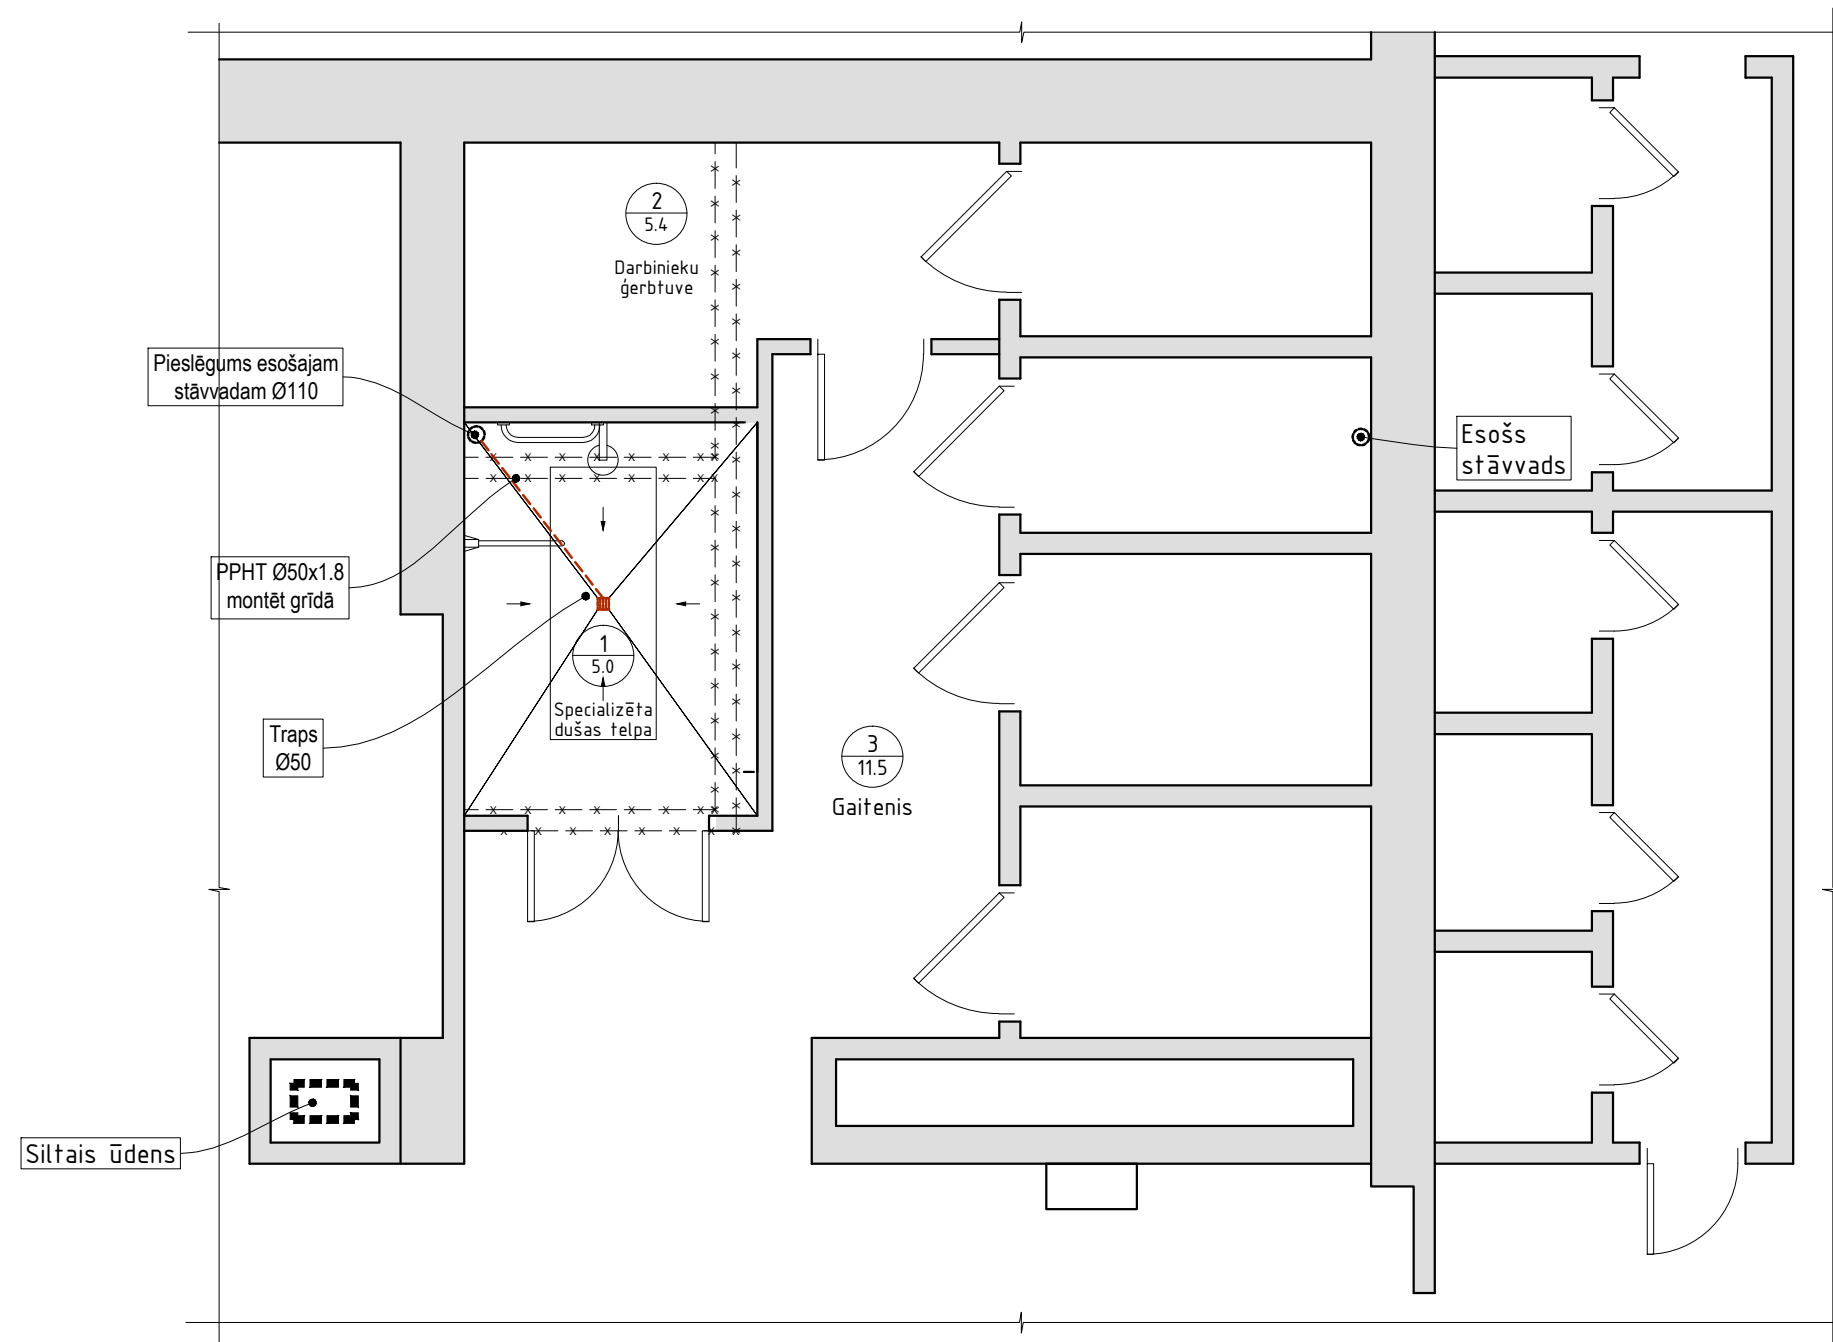 2
5.4
Darbinieku
ģerbtuve
Pieslēgums esošajam
stāvvadam Ø110
Esošs
stāvvads
PPHT Ø50x1.8
montēt grīdā
1
5.0
Specializēta
dušas telpa
Traps
Ø50
3
11.5
Gaitenis
Siltais ūdens